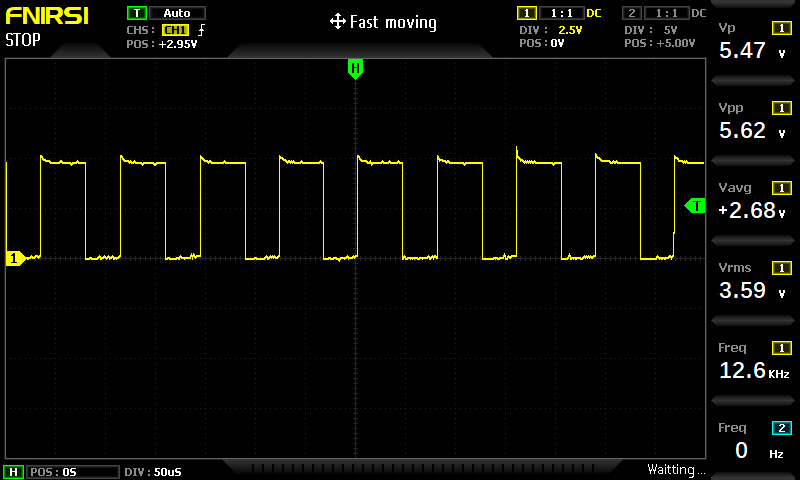 FNIRSI
STOP
T Auto
CHS: CH1
POS: +2.95V
Fast moving
1 1:1 DC
DIV: 2.5V
POS: 0V
2 1:1 DC
DIV: 5V
POS: +5.00V
H
T
1
Vp 1
5.47 V
Vpp 1
5.62 V
Vavg 1
+2.68 V
Vrms 1
3.59 V
Freq 1
12.6 KHz
Freq 2
0 Hz
H POS: 0S DIV: 50uS
Waitting...